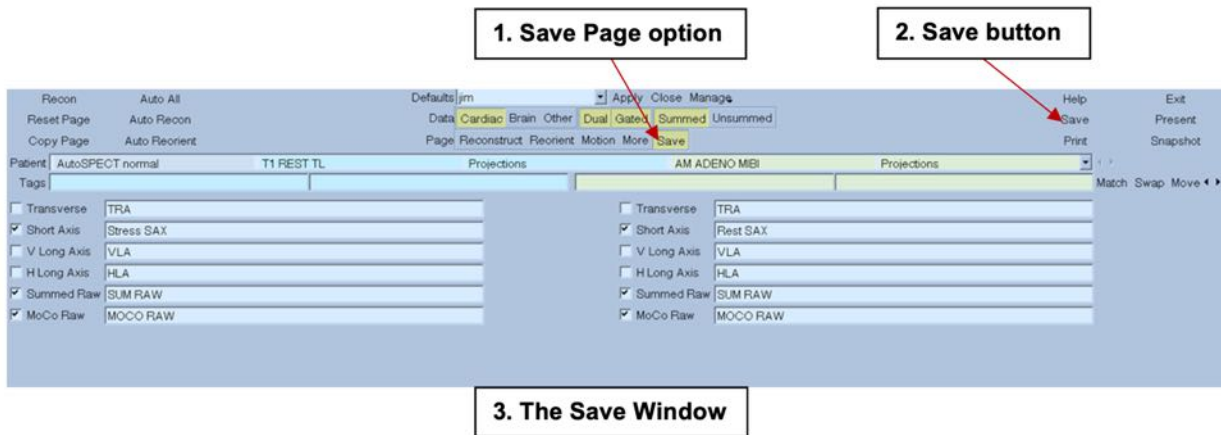 1. Save Page option
2. Save button
Recon Auto All Defaults jim Apply Close Manage Help Exit
Reset Page Auto Recon Data Cardiac Brain Other Dual Gated Summed Unsummed Save Present
Copy Page Auto Reorient Page Reconstruct Reorient Motion More Save Print Snapshot
Patient AutoSPECT normal T1 REST TL Projections AM ADENO MIBI Projections
Tags Match Swap Move
Transverse TRA Transverse TRA
Short Axis Stress SAX Short Axis Rest SAX
V Long Axis VLA V Long Axis VLA
H Long Axis HLA H Long Axis HLA
Summed Raw SUM RAW Summed Raw SUM RAW
MoCo Raw MOCO RAW MoCo Raw MOCO RAW
3. The Save Window